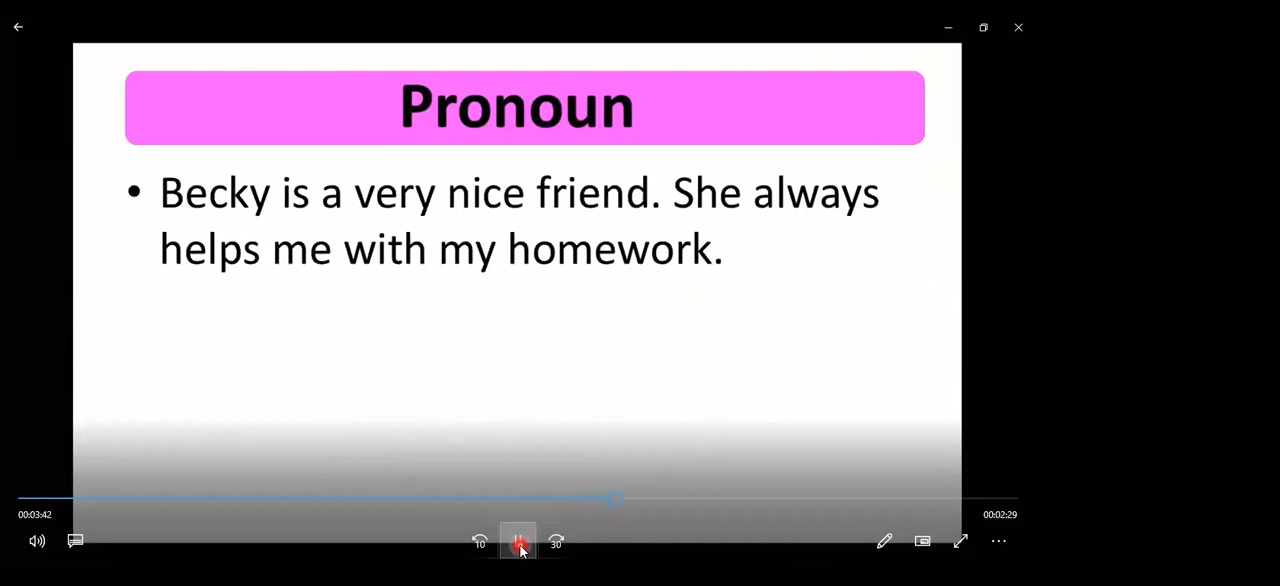 Pronoun
• Becky is a very nice friend. She always
helps me with my homework.
00:03:42
00:02:29
10
30